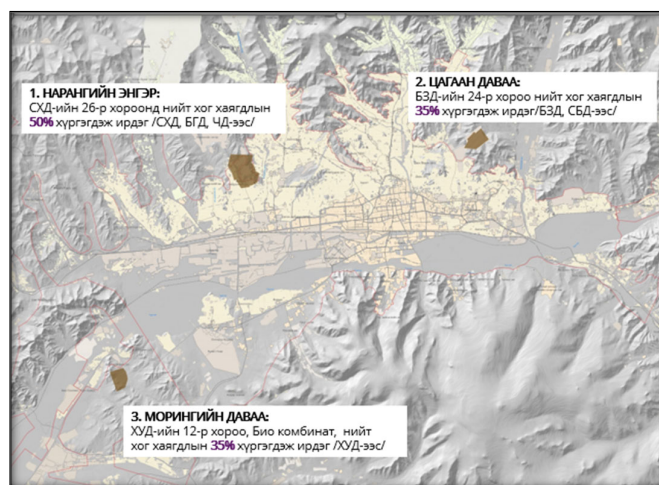 1. НАРАНГИЙН ЭНГЭР:
СХД-ийн 26-р хороонд нийт хог хаягдлын
50% хүргэгдэж ирдэг /СХД, БГД, ЧД-ээс/
2. ЦАГААН ДАВАА:
БЗД-ийн 24-р хороо нийт хог хаягдлын
35% хүргэгдэж ирдэг/БЗД, СБД-ээс/
3. МОРИНГИЙН ДАВАА:
ХУД-ийн 12-р хороо, Био комбинат, нийт
хог хаягдлын 35% хүргэгдэж ирдэг /ХУД-ээс/